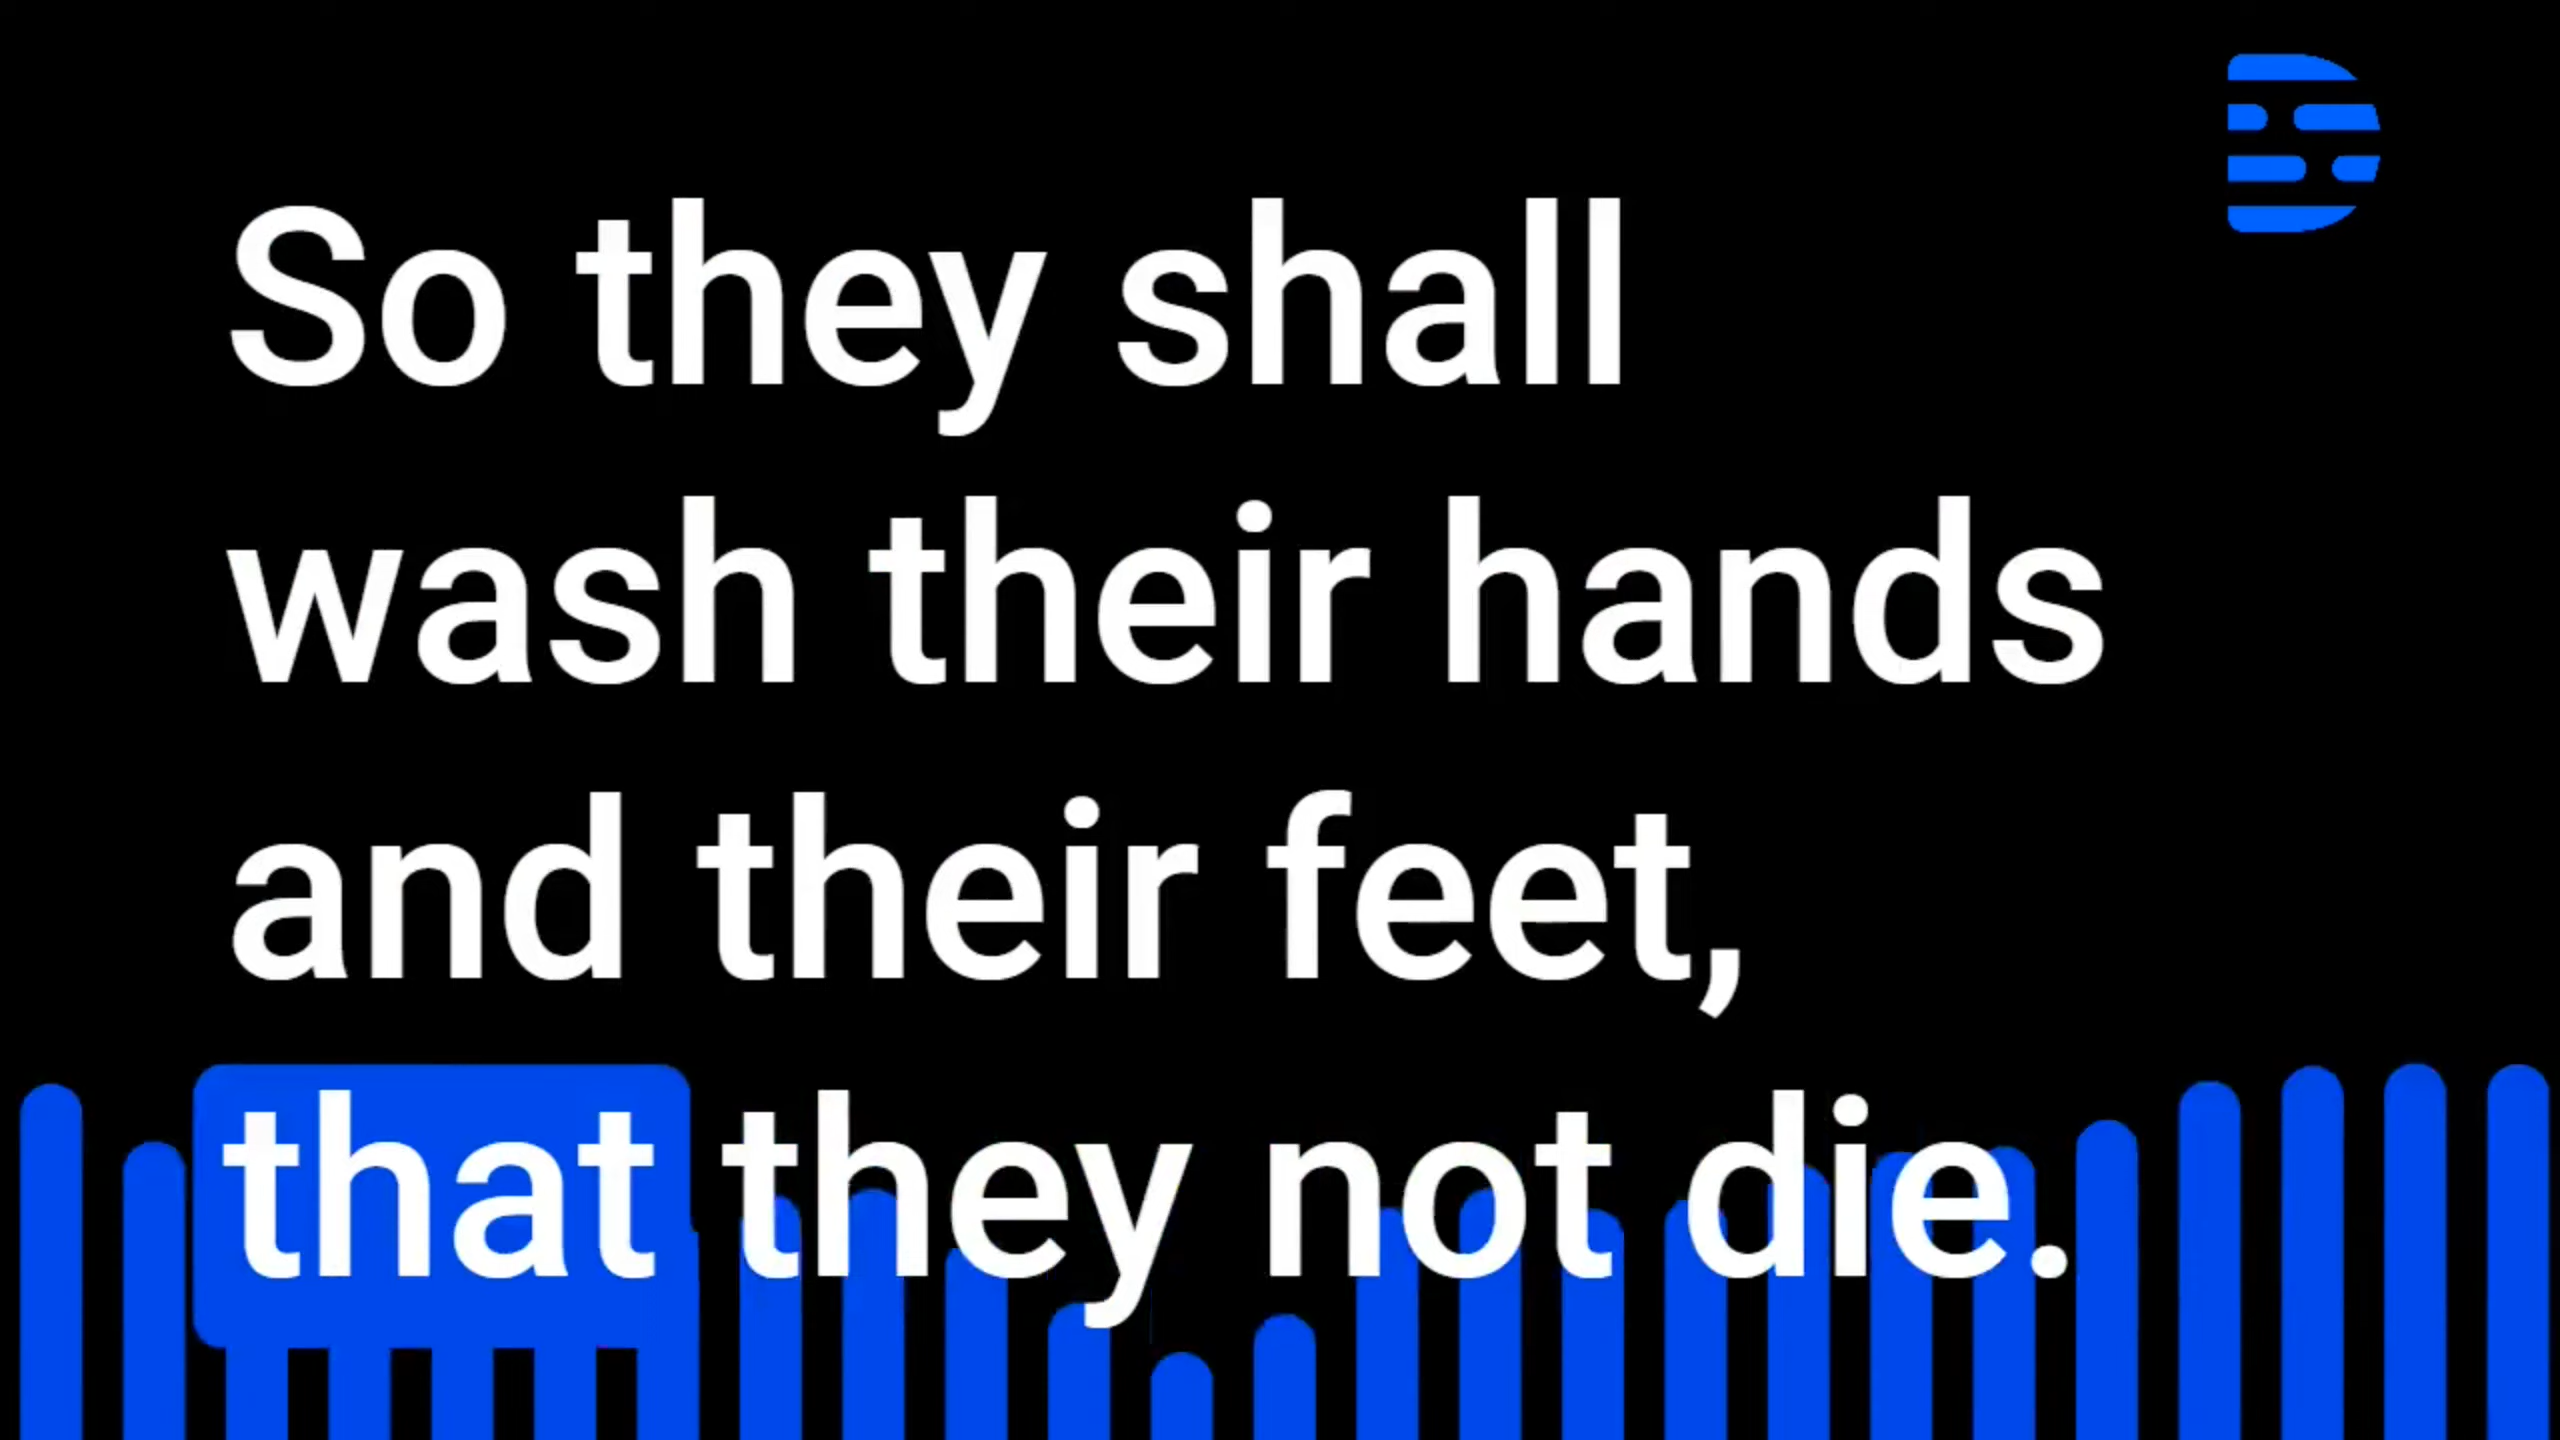 So they shall
wash their hands
and their feet,
that they not die.